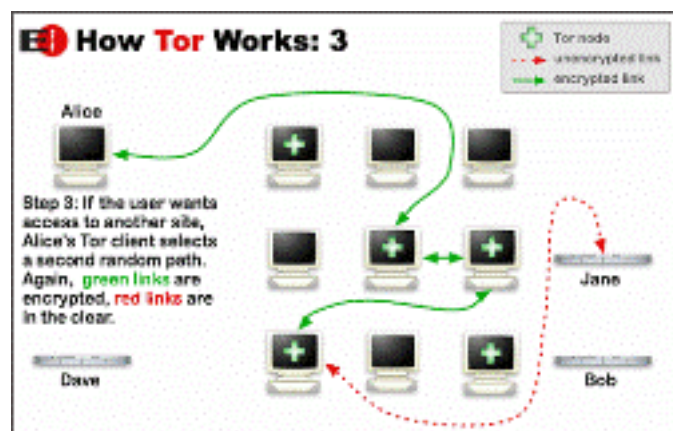 EFF How Tor Works: 3
Tor node
unencrypted link
encrypted link
Alice
Step 3: If the user wants
access to another site,
Alice's Tor client selects
a second random path.
Again, green links are
encrypted, red links are
in the clear.
Jane
Dave
Bob